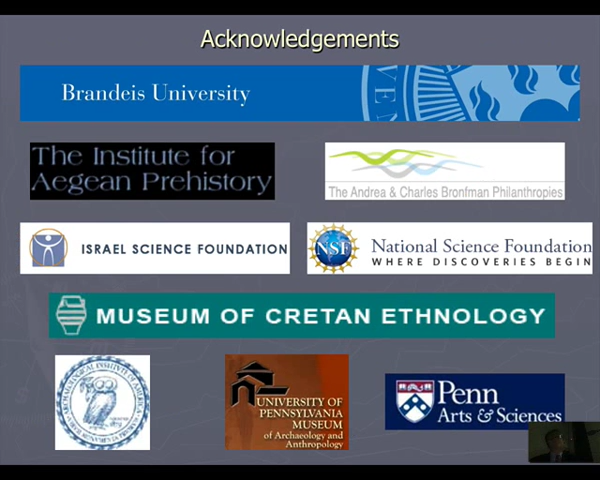 Acknowledgements
Brandeis University
The Institute for
Aegean Prehistory
The Andrea & Charles Bronfman Philanthropies
ISRAEL SCIENCE FOUNDATION
NSF
National Science Foundation
WHERE DISCOVERIES BEGIN
MUSEUM OF CRETAN ETHNOLOGY
UNIVERSITY OF
PENNSYLVANIA
MUSEUM
of Archaeology and
Anthropology
Penn
Arts & Sciences